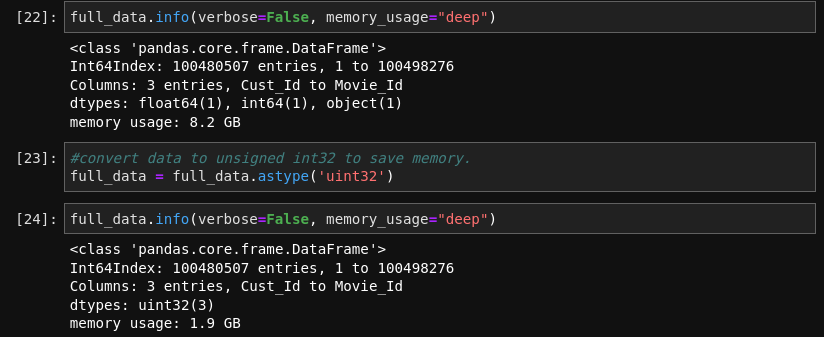 [22]: full_data.info(verbose=False, memory_usage="deep")
<class 'pandas.core.frame.DataFrame'>
Int64Index: 100480507 entries, 1 to 100498276
Columns: 3 entries, Cust_Id to Movie_Id
dtypes: float64(1), int64(1), object(1)
memory usage: 8.2 GB
[23]: #convert data to unsigned int32 to save memory.
full_data = full_data.astype('uint32')
[24]: full_data.info(verbose=False, memory_usage="deep")
<class 'pandas.core.frame.DataFrame'>
Int64Index: 100480507 entries, 1 to 100498276
Columns: 3 entries, Cust_Id to Movie_Id
dtypes: uint32(3)
memory usage: 1.9 GB